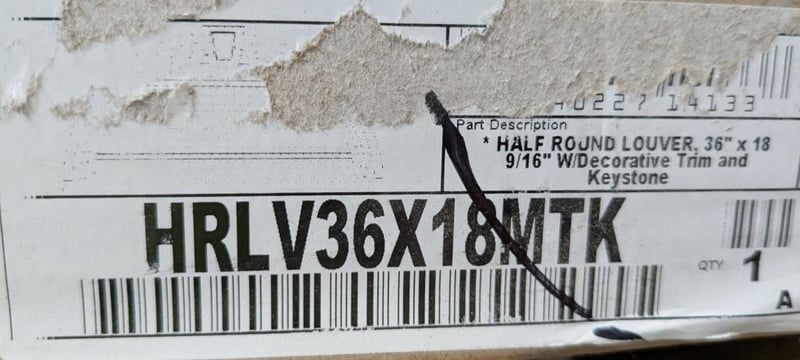 40227 14133
Part Description
* HALF ROUND LOUVER, 36" x 18
9/16" W/Decorative Trim and
Keystone
HRLV36X18MTK
QTY 1
A